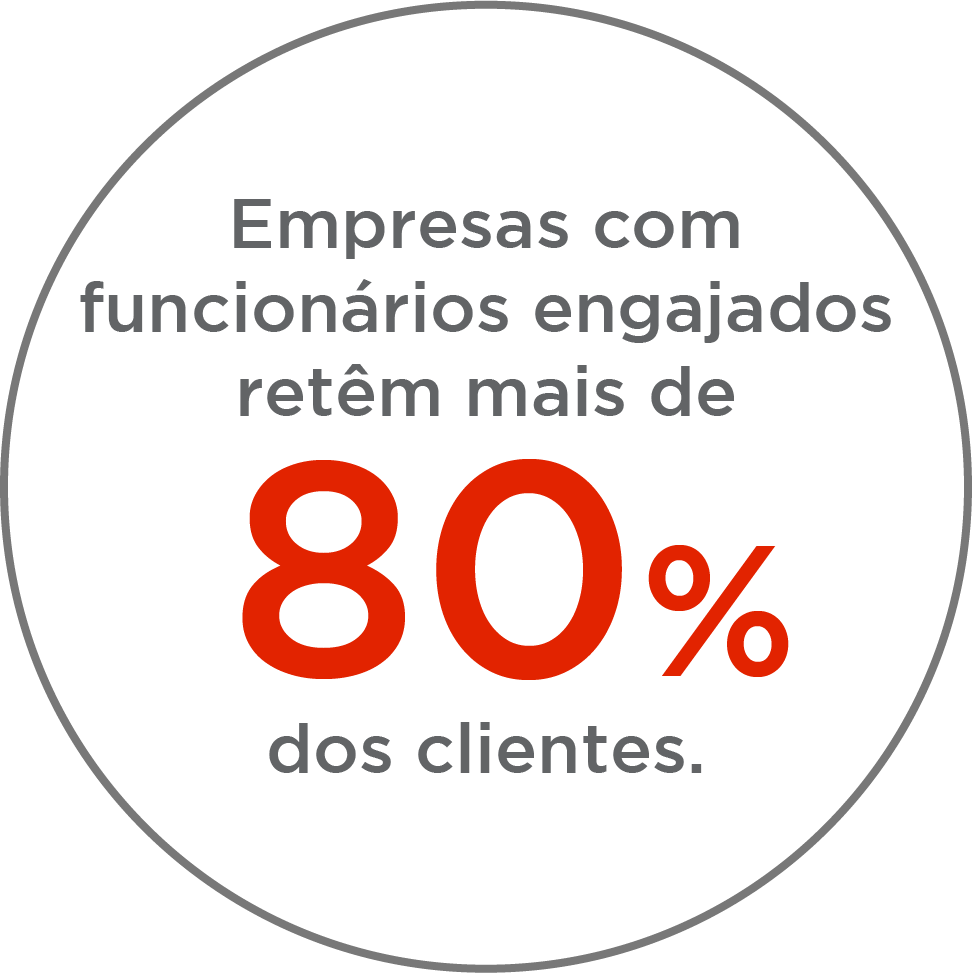 Empresas com
funcionários engajados
retêm mais de
80%
dos clientes.